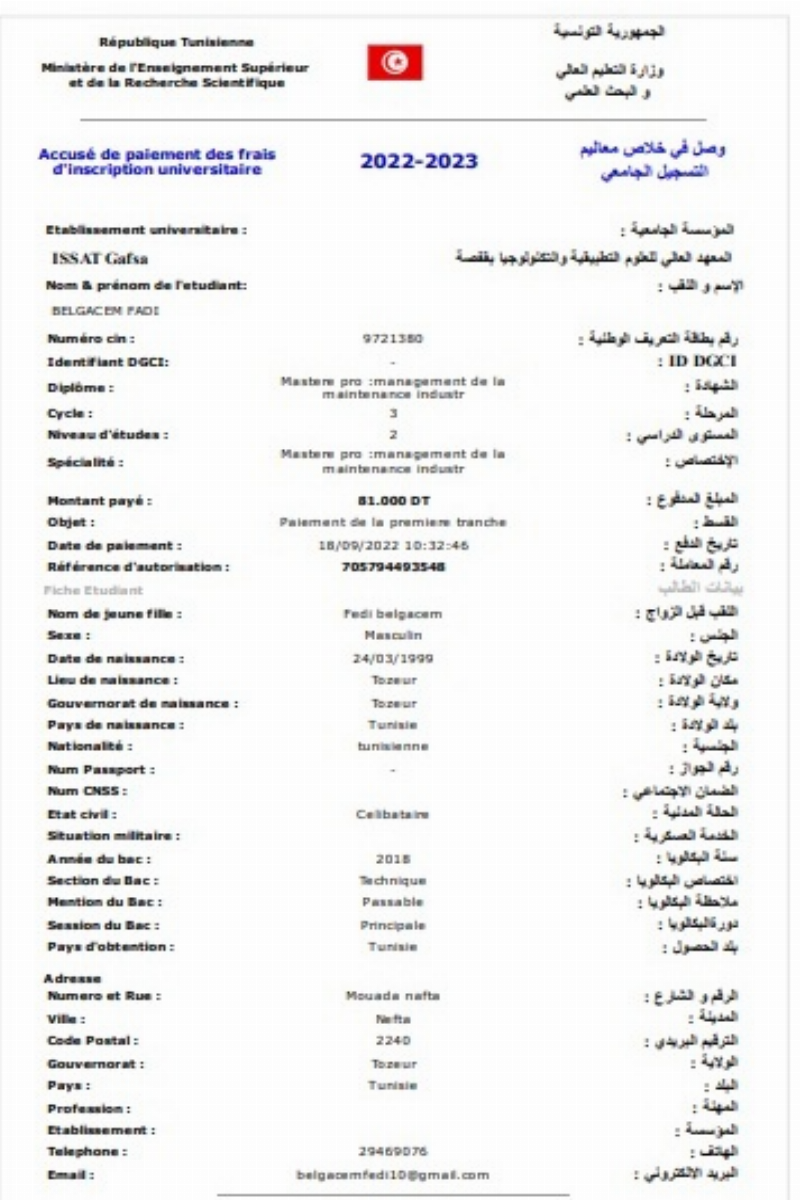 République Tunisienne
الجمهورية التونسية
Ministère de l'Enseignement Supérieur
et de la Recherche Scientifique
وزارة التعليم العالي
و البحث العلمي
Accusé de paiement des frais
d'inscription universitaire
2022-2023
وصل في خلاص معاليم
التسجيل الجامعي
Etablissement universitaire : المؤسسة الجامعية :
ISSAT Gafsa المعهد العالي للعلوم التطبيقية والتكنولوجيا بقفصة
Nom & prénom de l'etudiant: الإسم و اللقب :
BELGACEM FADI
Numéro cin : 9721380 رقم بطاقة التعريف الوطنية :
Identifiant DGCI: - ID DGCI :
Diplôme : Mastere pro :management de la
maintenance industr الشهادة :
Cycle : 3 المرحلة :
Niveau d'études : 2 المستوى الدراسي :
Spécialité : Mastere pro :management de la
maintenance industr الإختصاص :
Montant payé : 81.000 DT المبلغ المدفوع :
Objet : Paiement de la premiere tranche القسط :
Date de paiement : 18/09/2022 10:32:46 تاريخ الدفع :
Référence d'autorisation : 705794493548 رقم المعاملة :
Fiche Etudiant بيانات الطالب
Nom de jeune fille : Fedi belgacem اللقب قبل الزواج :
Sexe : Masculin الجنس :
Date de naissance : 24/03/1999 تاريخ الولادة :
Lieu de naissance : Tozeur مكان الولادة :
Gouvernorat de naissance : Tozeur ولاية الولادة :
Pays de naissance : Tunisie بلد الولادة :
Nationalité : tunisienne الجنسية :
Num Passport : - رقم الجواز :
Num CNSS : الضمان الاجتماعي :
Etat civil : Celibataire الحالة المدنية :
Situation militaire : الخدمة العسكرية :
Année du bac : 2018 سنة البكالوبا :
Section du Bac : Technique اختصاص البكالوبا :
Mention du Bac : Passable ملاحظة البكالوبا :
Session du Bac : Principale دورةالبكالوبا :
Pays d'obtention : Tunisie بلد الحصول :
Adresse
Numero et Rue : Mouada nafta الرقم و الشارع :
Ville : Nefta المدينة :
Code Postal : 2240 الترقيم البريدي :
Gouvernorat : Tozeur الولاية :
Pays : Tunisie البلد :
Profession : المهنة :
Etablissement : المؤسسة :
Telephone : 29469076 الهاتف :
Email : belgacemfedi10@gmail.com البريد الالكتروني :